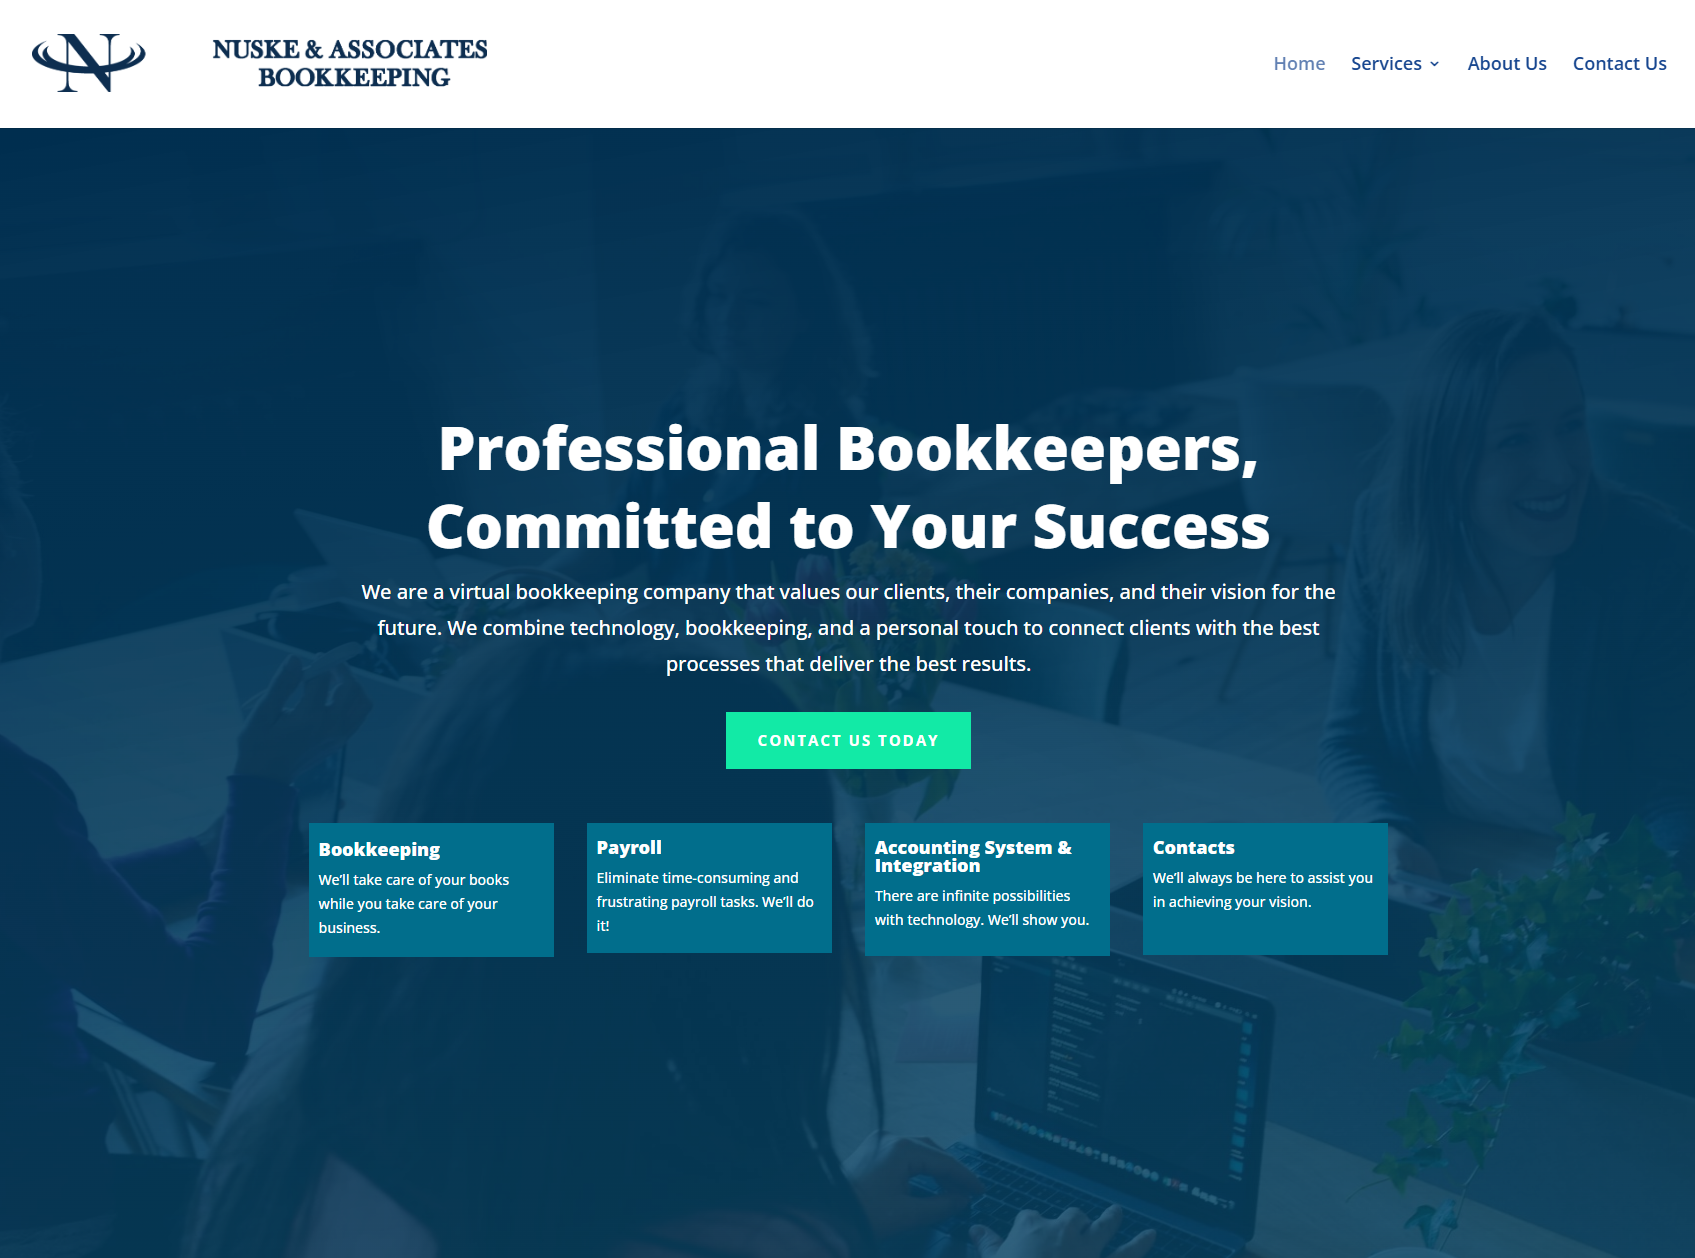 N
NUSKE & ASSOCIATES
BOOKKEEPING
Home Services About Us Contact Us
Professional Bookkeepers,
Committed to Your Success
We are a virtual bookkeeping company that values our clients, their companies, and their vision for the
future. We combine technology, bookkeeping, and a personal touch to connect clients with the best
processes that deliver the best results.
CONTACT US TODAY
Bookkeeping
We’ll take care of your books
while you take care of your
business.
Payroll
Eliminate time-consuming and
frustrating payroll tasks. We’ll do
it!
Accounting System &
Integration
There are infinite possibilities
with technology. We’ll show you.
Contacts
We’ll always be here to assist you
in achieving your vision.